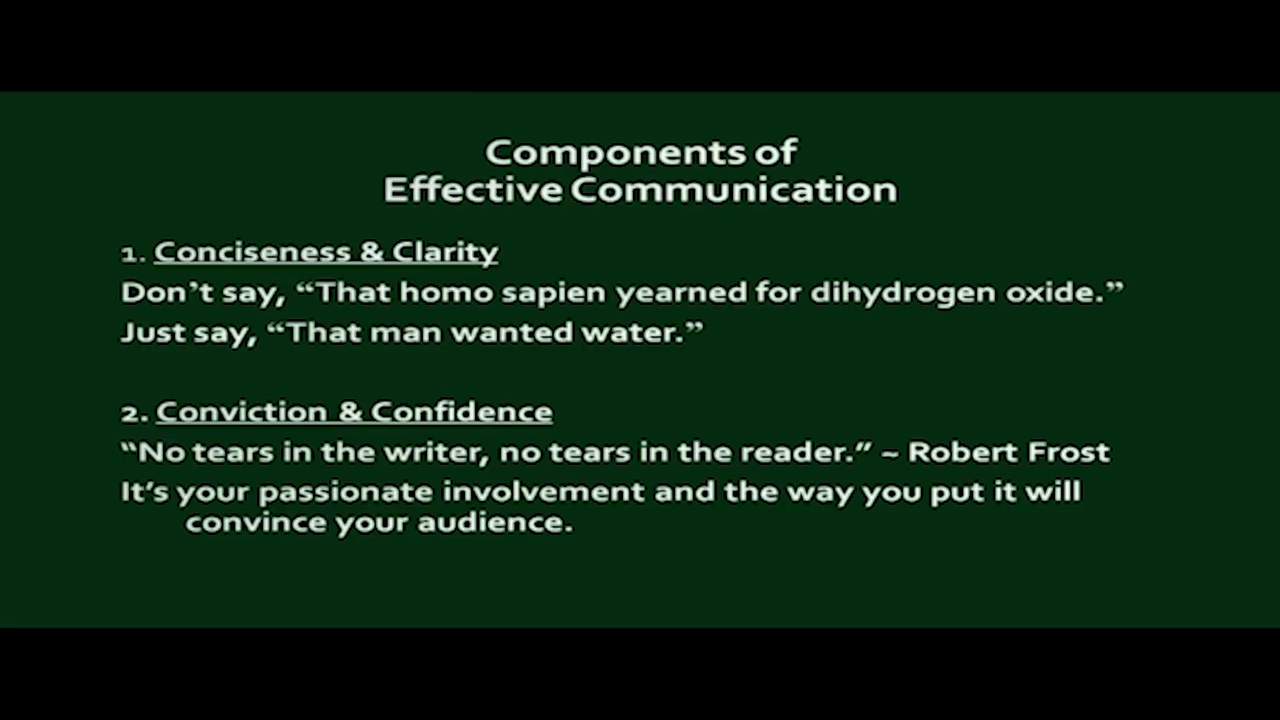 Components of
Effective Communication
1. Conciseness & Clarity
Don’t say, “That homo sapien yearned for dihydrogen oxide.”
Just say, “That man wanted water.”
2. Conviction & Confidence
“No tears in the writer, no tears in the reader.” ~ Robert Frost
It’s your passionate involvement and the way you put it will
convince your audience.